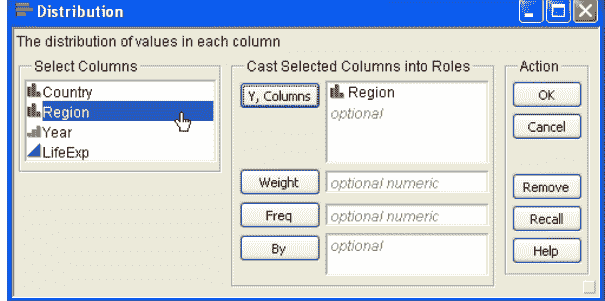 Distribution
The distribution of values in each column
Select Columns
Country
Region
Year
LifeExp
Cast Selected Columns into Roles
Y, Columns
Region
optional
Weight
optional numeric
Freq
optional numeric
By
optional
Action
OK
Cancel
Remove
Recall
Help